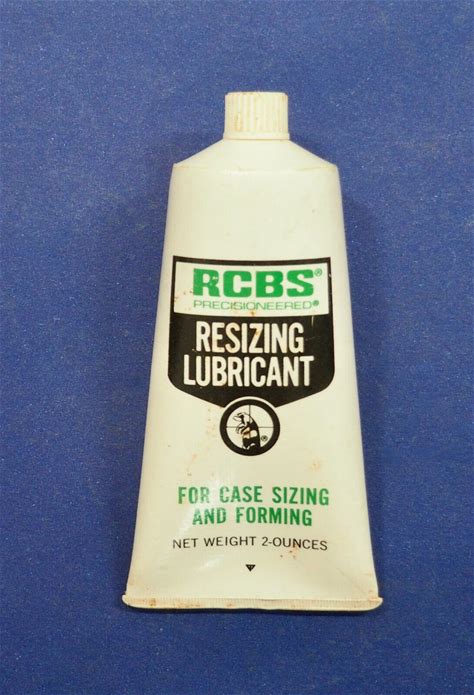 RCBS®
PRECISIONEERED®
RESIZING
LUBRICANT
®
FOR CASE SIZING
AND FORMING
NET WEIGHT 2-OUNCES